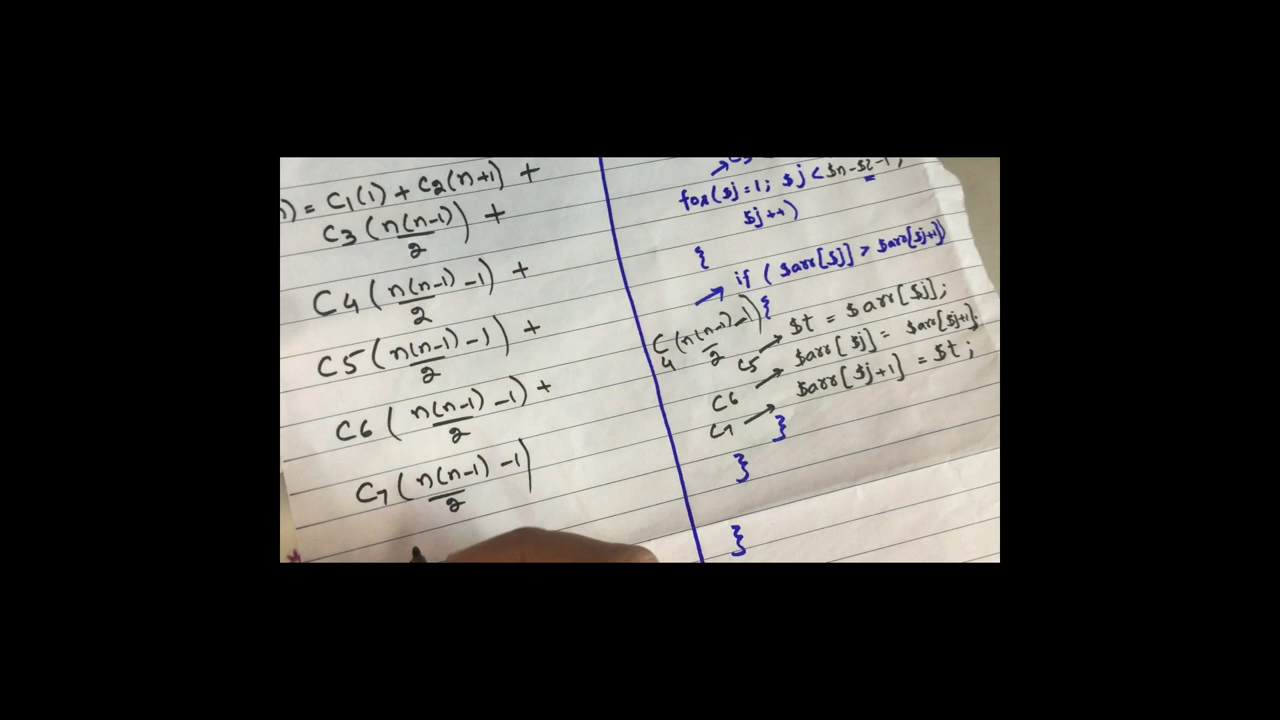 n) = C1(1) + C2(n+1) +
C3 (n(n-1)/2) +
C4 (n(n-1)/2 -1) +
C5 (n(n-1)/2 -1) +
C6 (n(n-1)/2 -1) +
C7 (n(n-1)/2 -1)
→ C3
for($j=1; $j<$n-$i-1;
$j++)
{
→ if ( $arr[$j] > $arr[$j+1])
C4 (n(n-1)/2 -1) {
C5 → $t = $arr[$j];
C6 → $arr[$j] = $arr[$j+1];
C7 → $arr[$j+1] = $t;
}
}
}